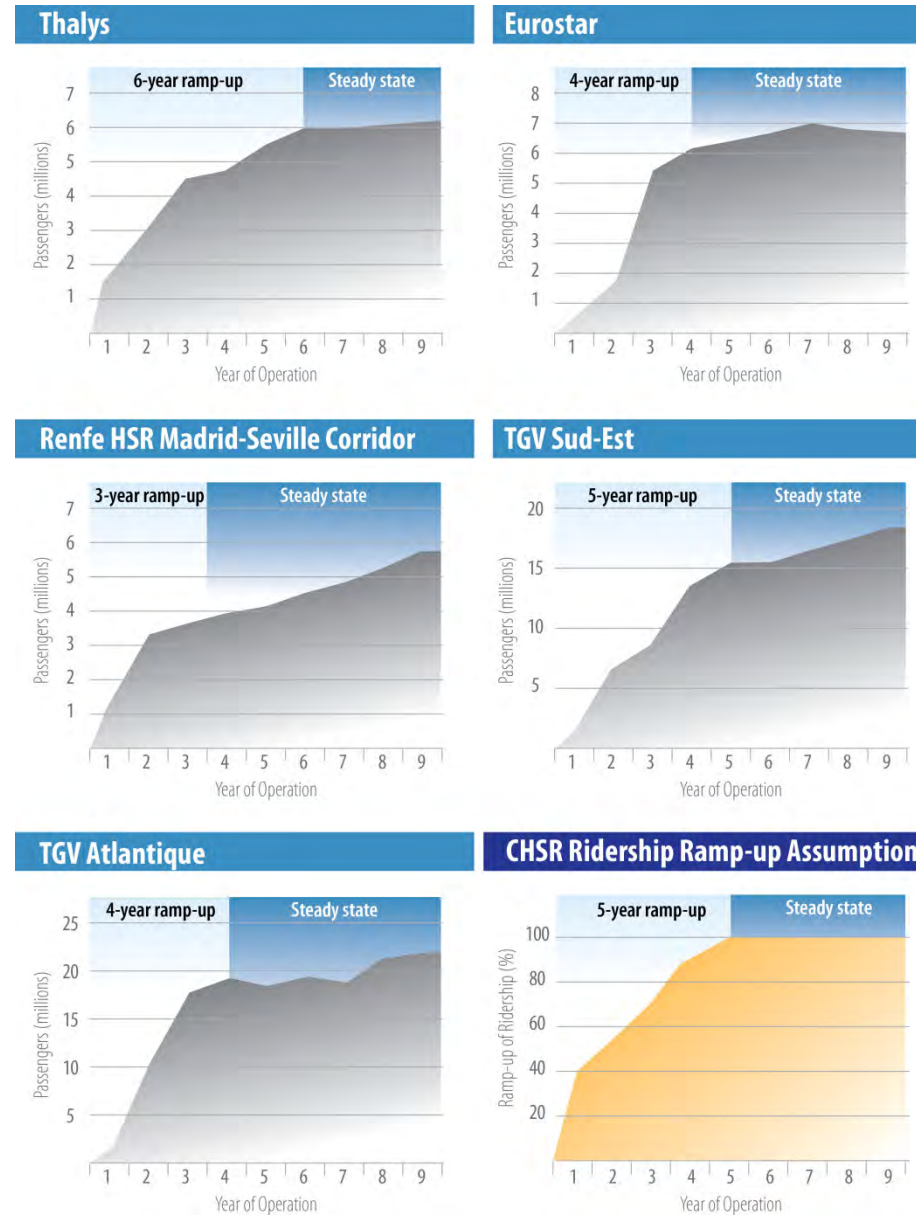 Thalys
6-year ramp-up Steady state
Passengers (millions)
7
6
5
4
3
2
1
1 2 3 4 5 6 7 8 9
Year of Operation
Eurostar
4-year ramp-up Steady state
Passengers (millions)
8
7
6
5
4
3
2
1
1 2 3 4 5 6 7 8 9
Year of Operation
Renfe HSR Madrid-Seville Corridor
3-year ramp-up Steady state
Passengers (millions)
7
6
5
4
3
2
1
1 2 3 4 5 6 7 8 9
Year of Operation
TGV Sud-Est
5-year ramp-up Steady state
Passengers (millions)
20
15
10
5
1 2 3 4 5 6 7 8 9
Year of Operation
TGV Atlantique
4-year ramp-up Steady state
Passengers (millions)
25
20
15
10
5
1 2 3 4 5 6 7 8 9
Year of Operation
CHSR Ridership Ramp-up Assumption
5-year ramp-up Steady state
Ramp-up of Ridership (%)
100
80
60
40
20
1 2 3 4 5 6 7 8 9
Year of Operation